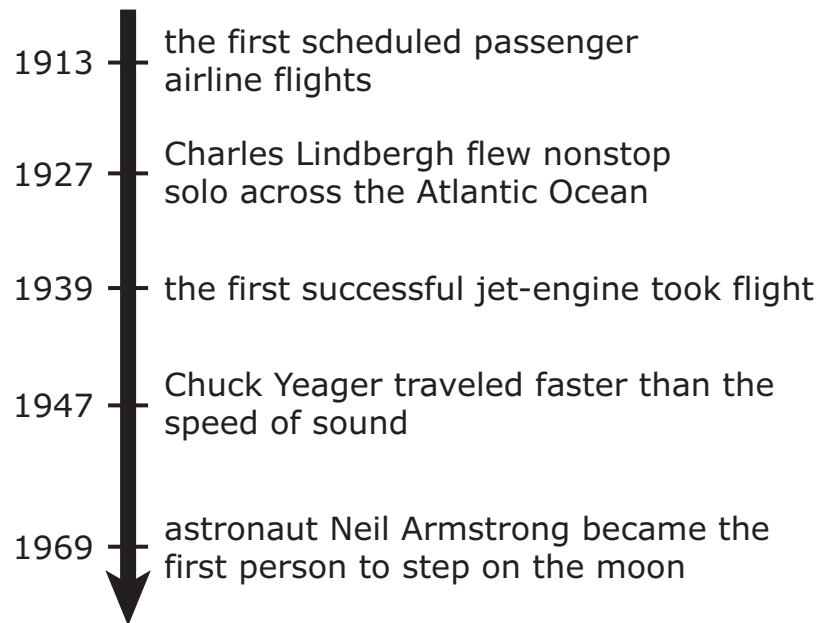 1913
the first scheduled passenger
airline flights
1927
Charles Lindbergh flew nonstop
solo across the Atlantic Ocean
1939
the first successful jet-engine took flight
1947
Chuck Yeager traveled faster than the
speed of sound
1969
astronaut Neil Armstrong became the
first person to step on the moon